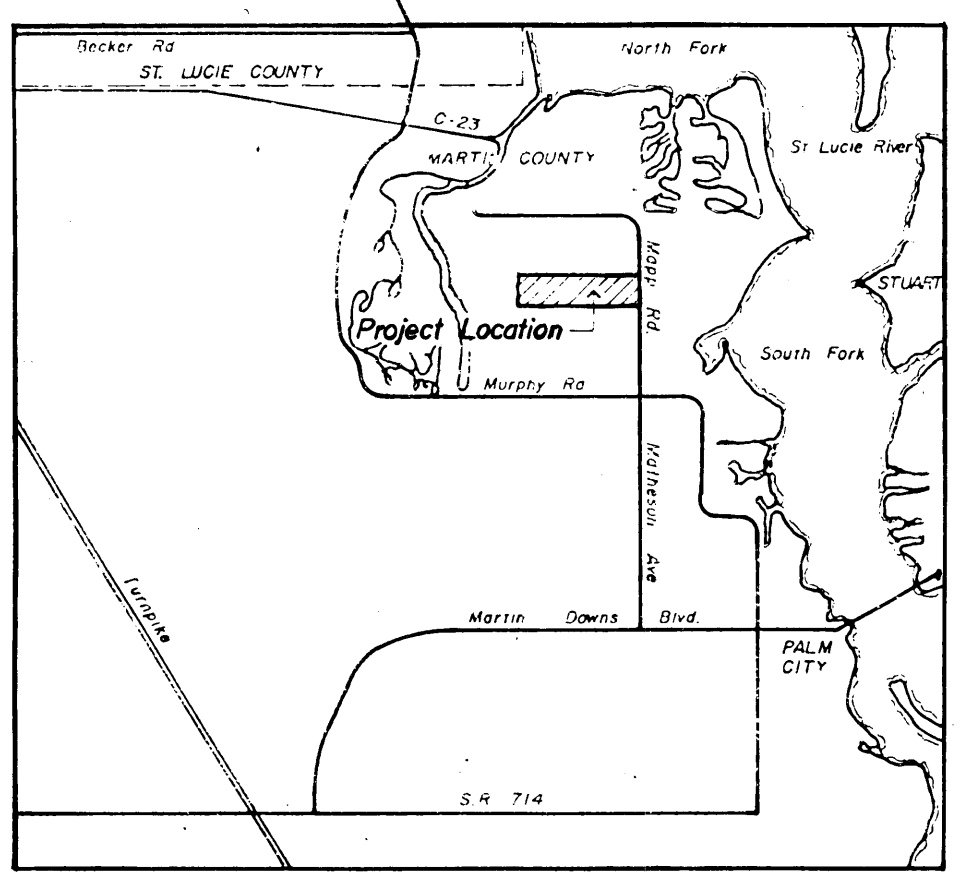 Becker Rd
North Fork
ST. LUCIE COUNTY
C-23
St Lucie River
MARTIN COUNTY
Mapp Rd.
STUART
Project Location
South Fork
Murphy Rd
Matheson Ave
Turnpike
Martin Downs Blvd.
PALM
CITY
S.R. 714